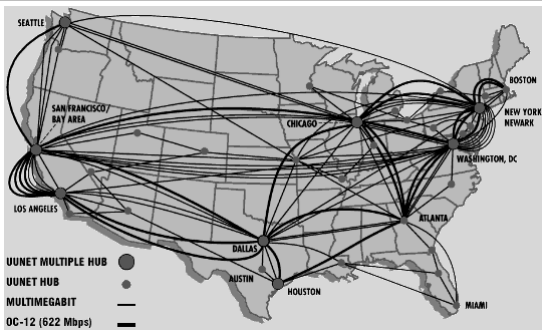 SEATTLE
BOSTON
SAN FRANCISCO/
BAY AREA
NEW YORK
NEWARK
CHICAGO
WASHINGTON, DC
LOS ANGELES
ATLANTA
DALLAS
UUNET MULTIPLE HUB
AUSTIN
UUNET HUB
HOUSTON
MULTIMEGABIT
MIAMI
OC-12 (622 Mbps)